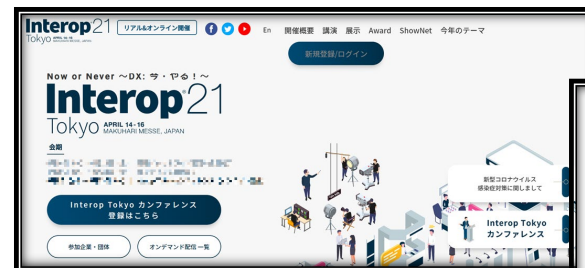 Interop21
Tokyo APRIL 14-16
MAKUHARI MESSE, JAPAN
リアル&オンライン開催
En 開催概要 講演 展示 Award ShowNet 今年のテーマ
新規登録/ログイン
Now or Never ～DX: 今・やる！～
Interop21
Tokyo APRIL 14-16
MAKUHARI MESSE, JAPAN
会期
Interop Tokyo カンファレンス
登録はこちら
参加企業・団体
オンデマンド配信一覧
新型コロナウイルス
感染症対策に関しまして
Interop Tokyo
カンファレンス